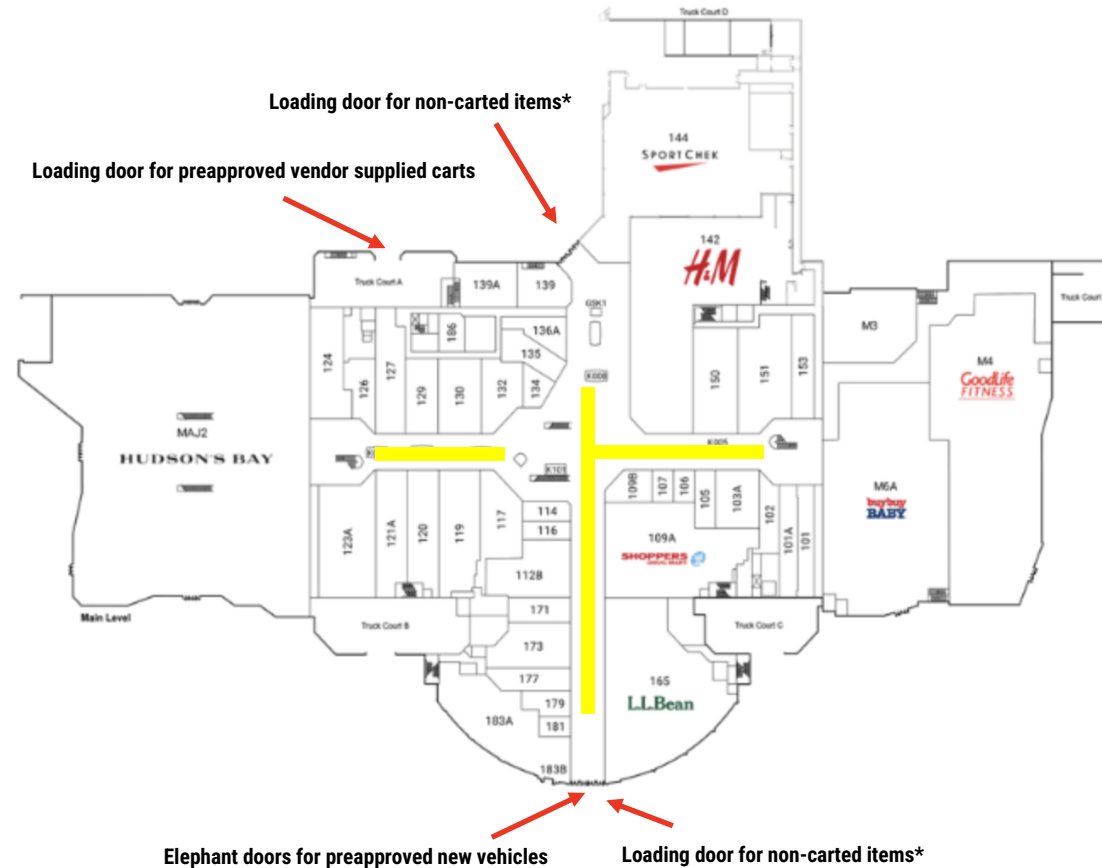 Truck Court D
Loading door for non-carted items*
144
SPORTCHEK
Loading door for preapproved vendor supplied carts
142
H&M
Truck Court A
139A
139
Truck Court
GSK1
M3
136A
186
135
124
126
127
129
130
132
134
150
151
153
M4
GoodLife
FITNESS
K008
MAJ2
HUDSON'S BAY
K005
K101
M6A
buybuy
BABY
109B
107
106
105
103A
102
101A
101
123A
121A
120
119
117
114
116
109A
SHOPPERS
DRUG MART
112B
Main Level
171
Truck Court B
Truck Court C
173
177
165
L.L.Bean
179
183A
181
183B
Elephant doors for preapproved new vehicles
Loading door for non-carted items*